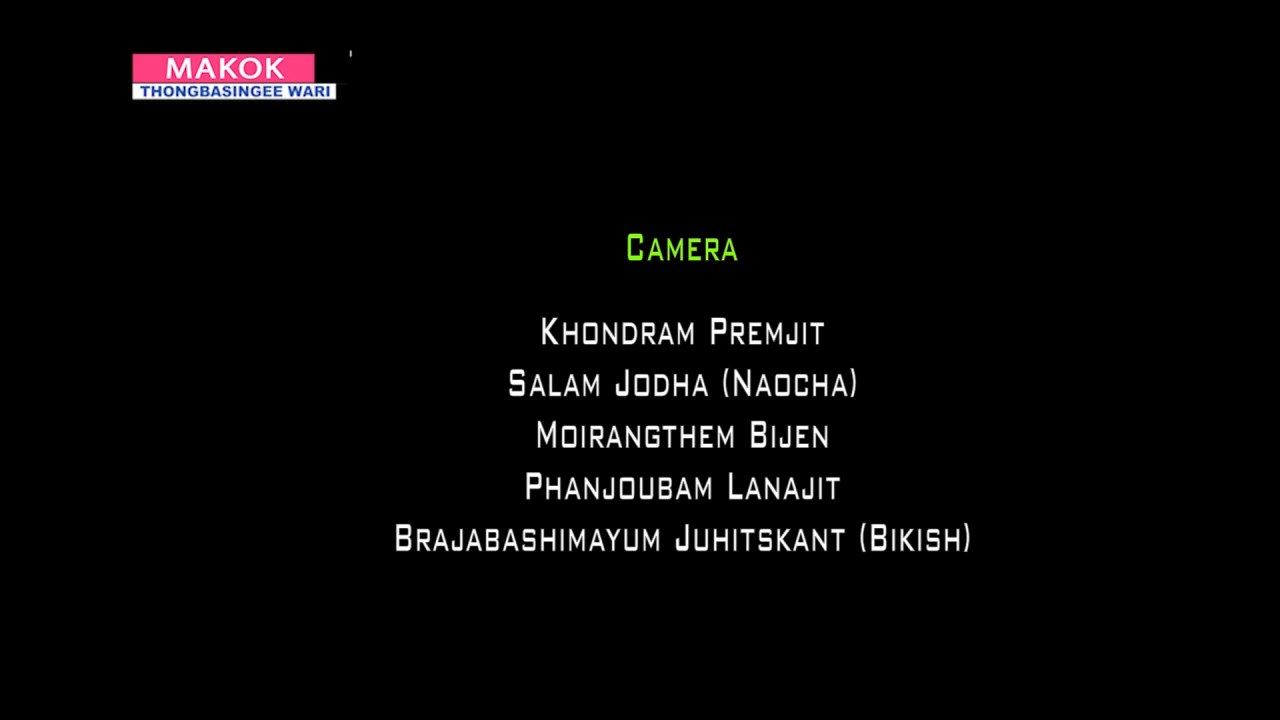 MAKOK
THONGBASINGEE WARI
CAMERA
KHONDRAM PREMJIT
SALAM JODHA (NAOCHA)
MOIRANGTHEM BIJEN
PHANJOUBAM LANAJIT
BRAJABASHIMAYUM JUHITSKANT (BIKISH)